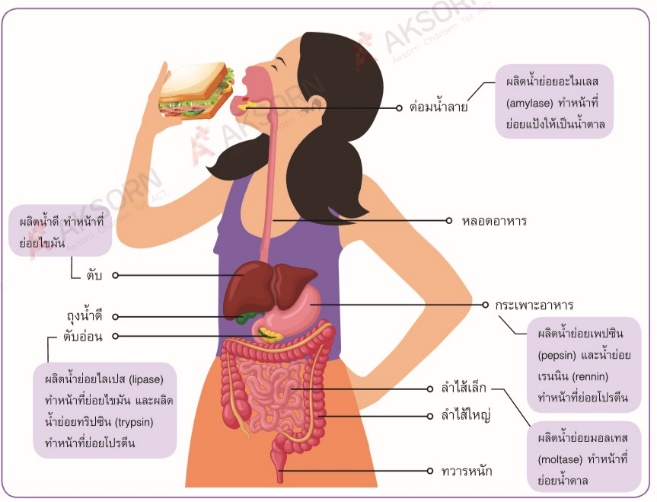 AKSORN
Aksorn Charoen Tat ACT
ผลิตน้ำย่อยอะไมเลส
(amylase) ทำหน้าที่
ย่อยแป้งให้เป็นน้ำตาล
ต่อมน้ำลาย
AKSORN
ผลิตน้ำดี ทำหน้าที่
ย่อยไขมัน
AKSORN
หลอดอาหาร
ตับ
กระเพาะอาหาร
ถุงน้ำดี
ตับอ่อน
ผลิตน้ำย่อยเพปซิน
(pepsin) และน้ำย่อย
เรนนิน (rennin)
ทำหน้าที่ย่อยโปรตีน
ผลิตน้ำย่อยไลเปส (lipase)
ทำหน้าที่ย่อยไขมัน และผลิต
น้ำย่อยทริปซิน (trypsin)
ทำหน้าที่ย่อยโปรตีน
ลำไส้เล็ก
ลำไส้ใหญ่
ผลิตน้ำย่อยมอลเทส
(moltase) ทำหน้าที่
ย่อยน้ำตาล
ทวารหนัก